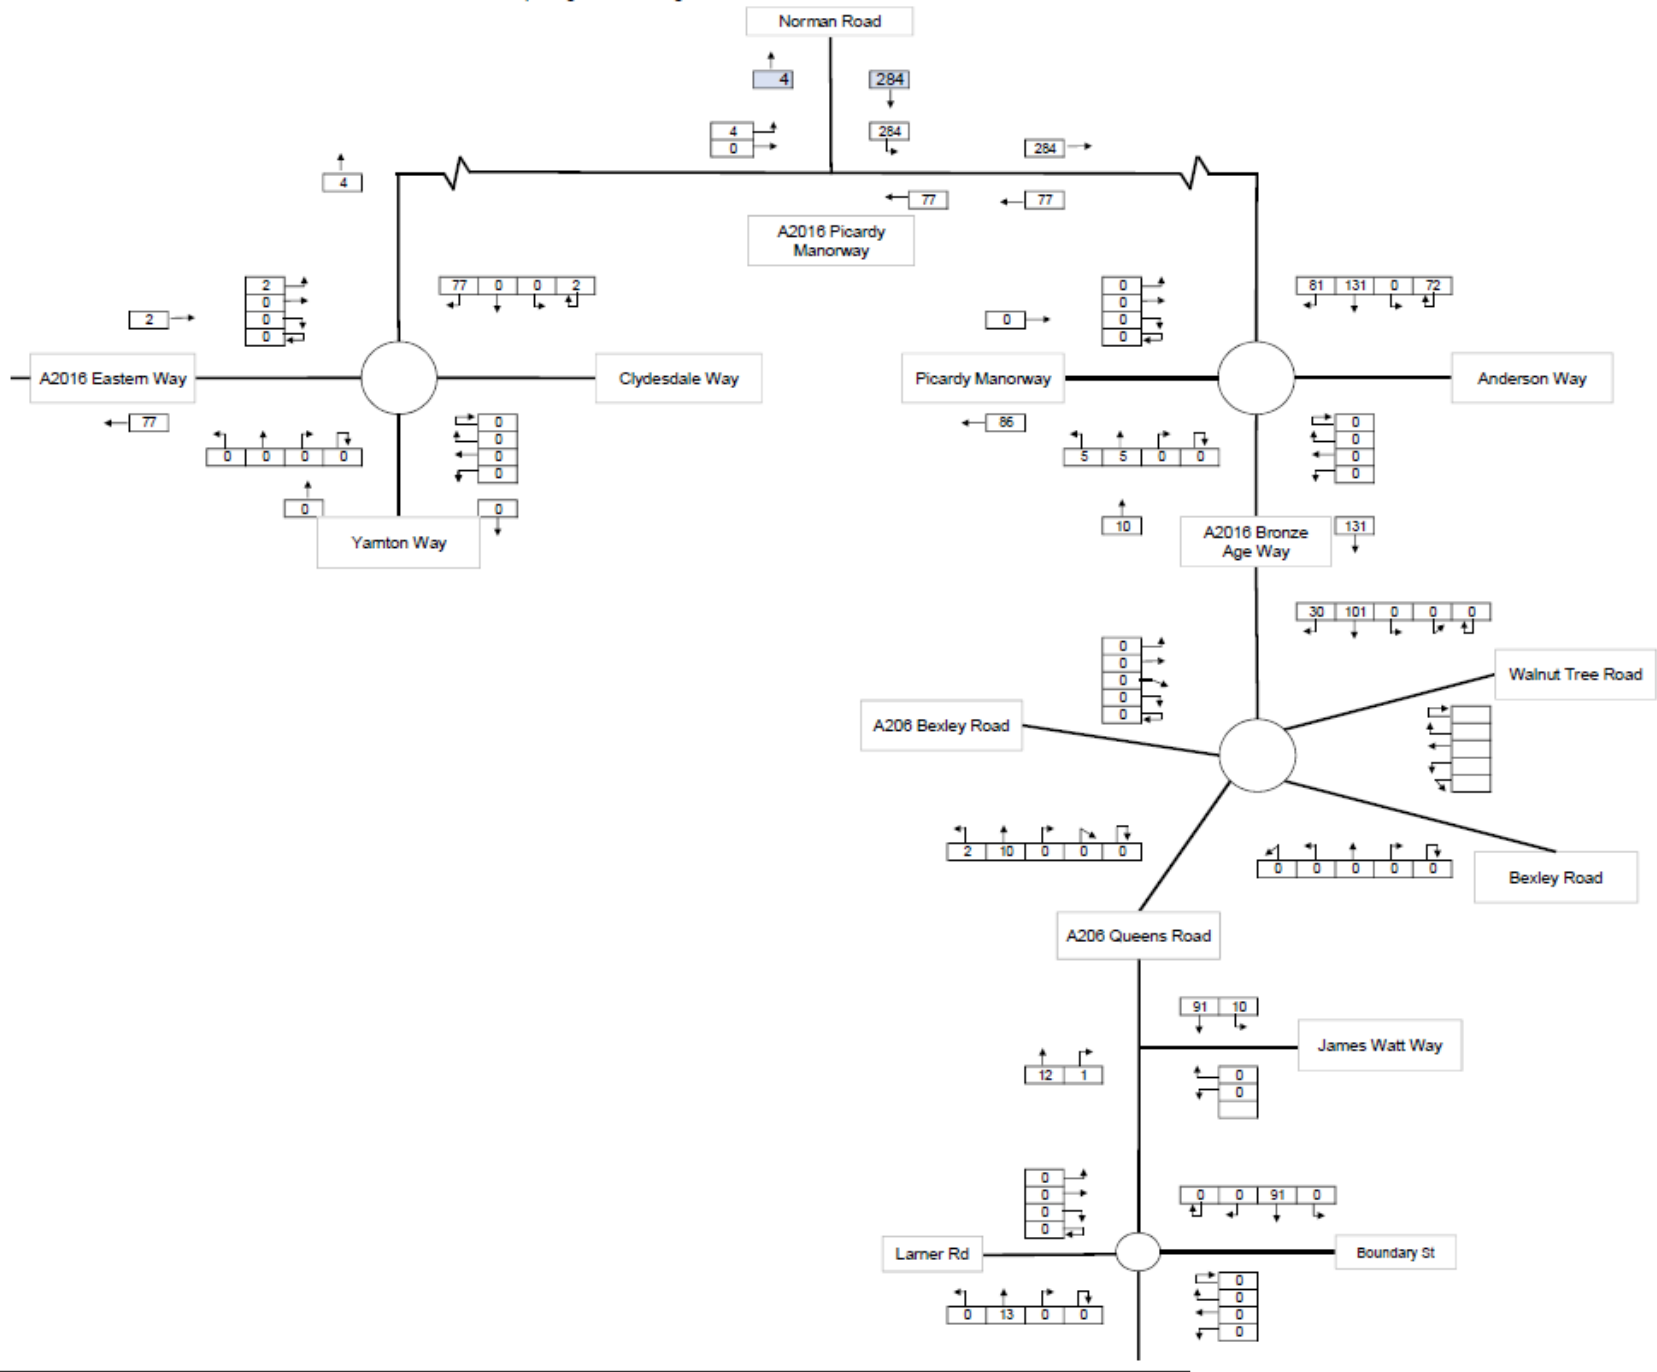 Norman Road
4
284
4
0
284
284
4
77
77
A2016 Picardy
Manorway
2
0
0
0
77 0 0 2
2
A2016 Eastern Way
Clydesdale Way
77
0 0 0 0
0
0
0
0
0
0
Yarnton Way
0
0
0
0
81 131 0 72
0
Picardy Manorway
Anderson Way
86
5 5 0 0
0
0
0
0
10
A2016 Bronze
Age Way
131
30 101 0 0 0
0
0
0
0
0
Walnut Tree Road
A206 Bexley Road
2 10 0 0 0
0 0 0 0 0
Bexley Road
A206 Queens Road
91 10
James Watt Way
12 1
0
0
0
0
0
0
0 0 91 0
Larner Rd
Boundary St
0 13 0 0
0
0
0
0